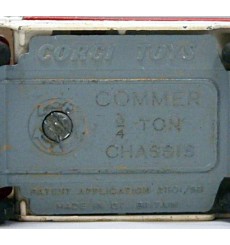 CORGI TOYS
COMMER
3/4 TON
CHASSIS
PATENT APPLICATION
MADE IN GT. BRITAIN